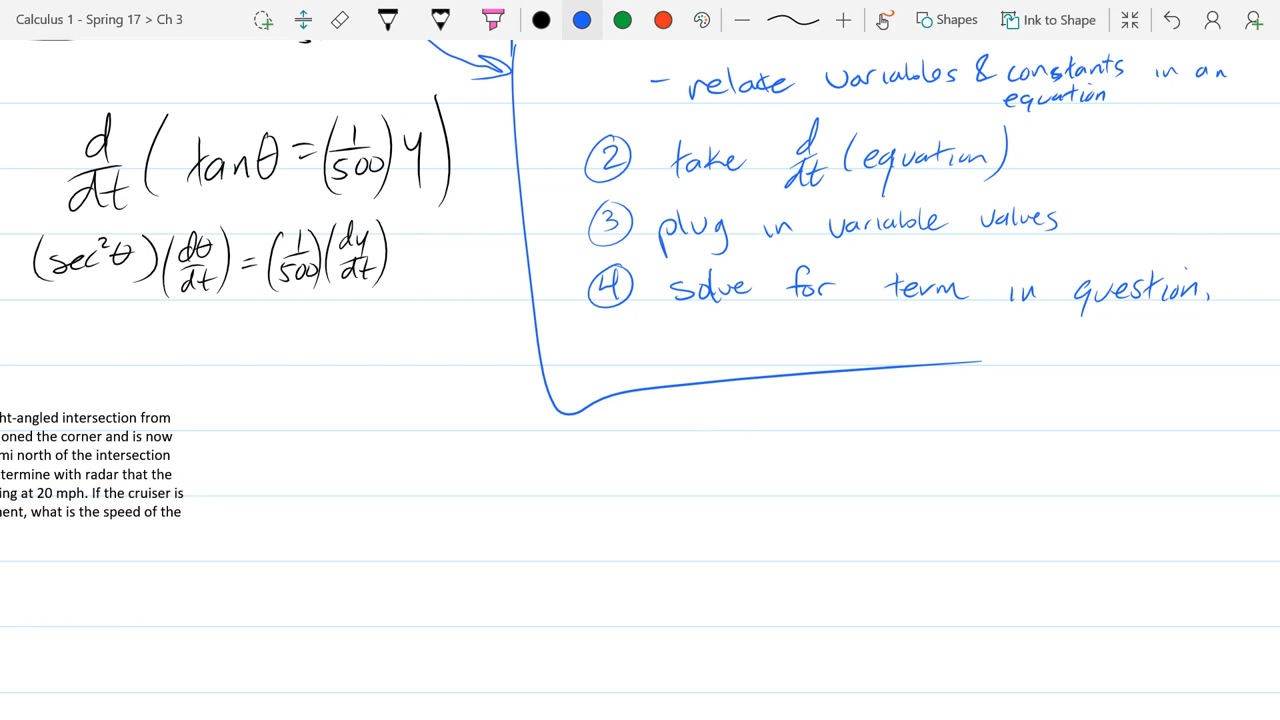 Calculus 1 - Spring 17 > Ch 3
Shapes
Ink to Shape
- relate variables & constants in an
equation
d/dt ( tanθ = (1/500) y )
(sec²θ)(dθ/dt) = (1/500)(dy/dt)
② take d/dt (equation)
③ plug in variable values
④ solve for term in question.
ht-angled intersection from
oned the corner and is now
mi north of the intersection
termine with radar that the
ing at 20 mph. If the cruiser is
nent, what is the speed of the